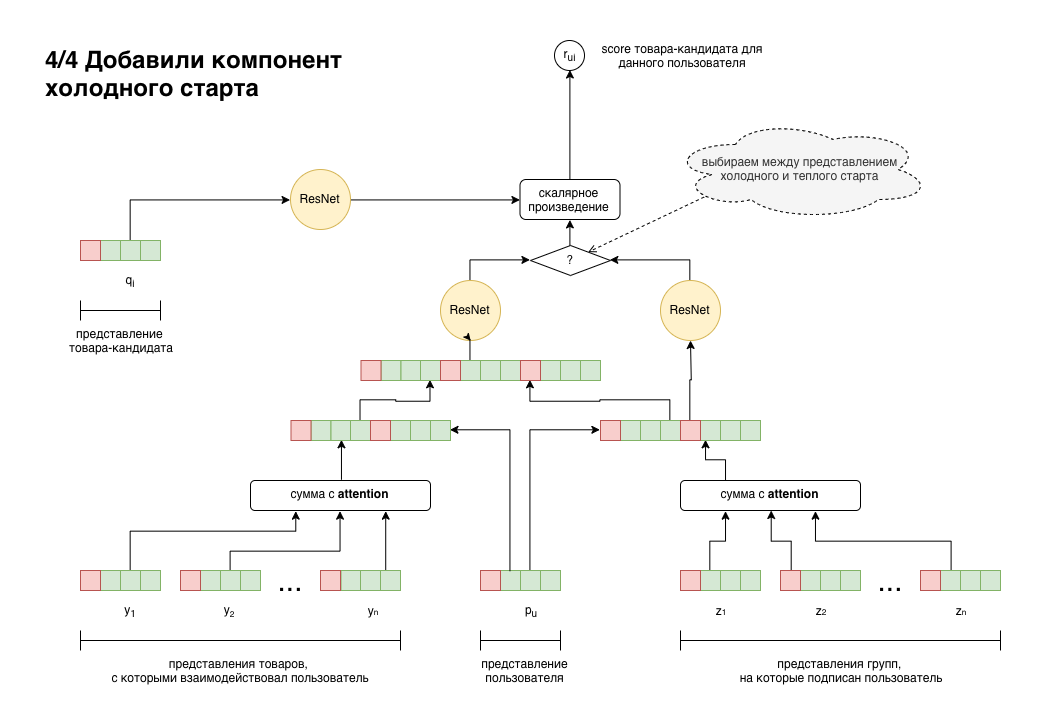 4/4 Добавили компонент
холодного старта
r_ui
score товара-кандидата для
данного пользователя
выбираем между представлением
холодного и теплого старта
ResNet
скалярное
произведение
?
q_i
ResNet
ResNet
представление
товара-кандидата
сумма с attention
сумма с attention
...
...
y_1
y_2
y_n
p_u
z_1
z_2
z_n
представления товаров,
с которыми взаимодействовал пользователь
представление
пользователя
представления групп,
на которые подписан пользователь